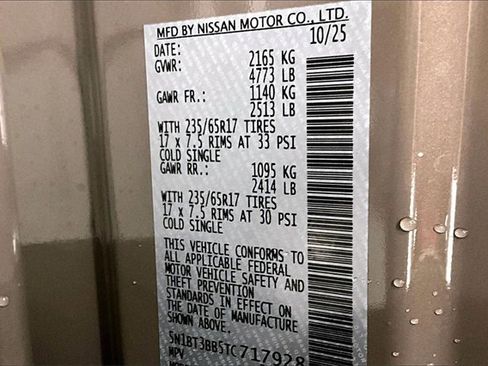 MFD BY NISSAN MOTOR CO., LTD.
DATE: 10/25
GVWR: 2165 KG
4773 LB
GAWR FR.: 1140 KG
2513 LB
WITH 235/65R17 TIRES
17 x 7.5 RIMS AT 33 PSI
COLD SINGLE
GAWR RR.: 1095 KG
2414 LB
WITH 235/65R17 TIRES
17 x 7.5 RIMS AT 30 PSI
COLD SINGLE
THIS VEHICLE CONFORMS TO
ALL APPLICABLE FEDERAL
MOTOR VEHICLE SAFETY AND
THEFT PREVENTION
STANDARDS IN EFFECT ON
THE DATE OF MANUFACTURE
SHOWN ABOVE.
5N1BT3BB5TC717928
MPV